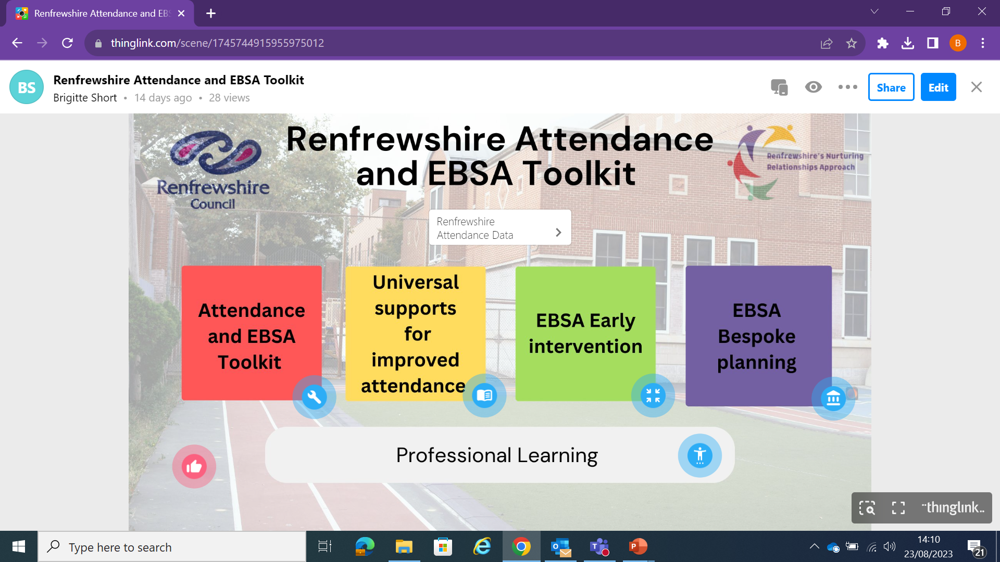 Renfrewshire Attendance and EBS
thinglink.com/scene/1745744915955975012
B
BS
Renfrewshire Attendance and EBSA Toolkit
Brigitte Short • 14 days ago • 28 views
Share
Edit
Renfrewshire
Council
Renfrewshire Attendance
and EBSA Toolkit
Renfrewshire's Nurturing
Relationships Approach
Renfrewshire
Attendance Data
Attendance
and EBSA
Toolkit
Universal
supports
for
improved
attendance
EBSA Early
intervention
EBSA
Bespoke
planning
Professional Learning
thinglink..
Type here to search
14:10
23/08/2023
21